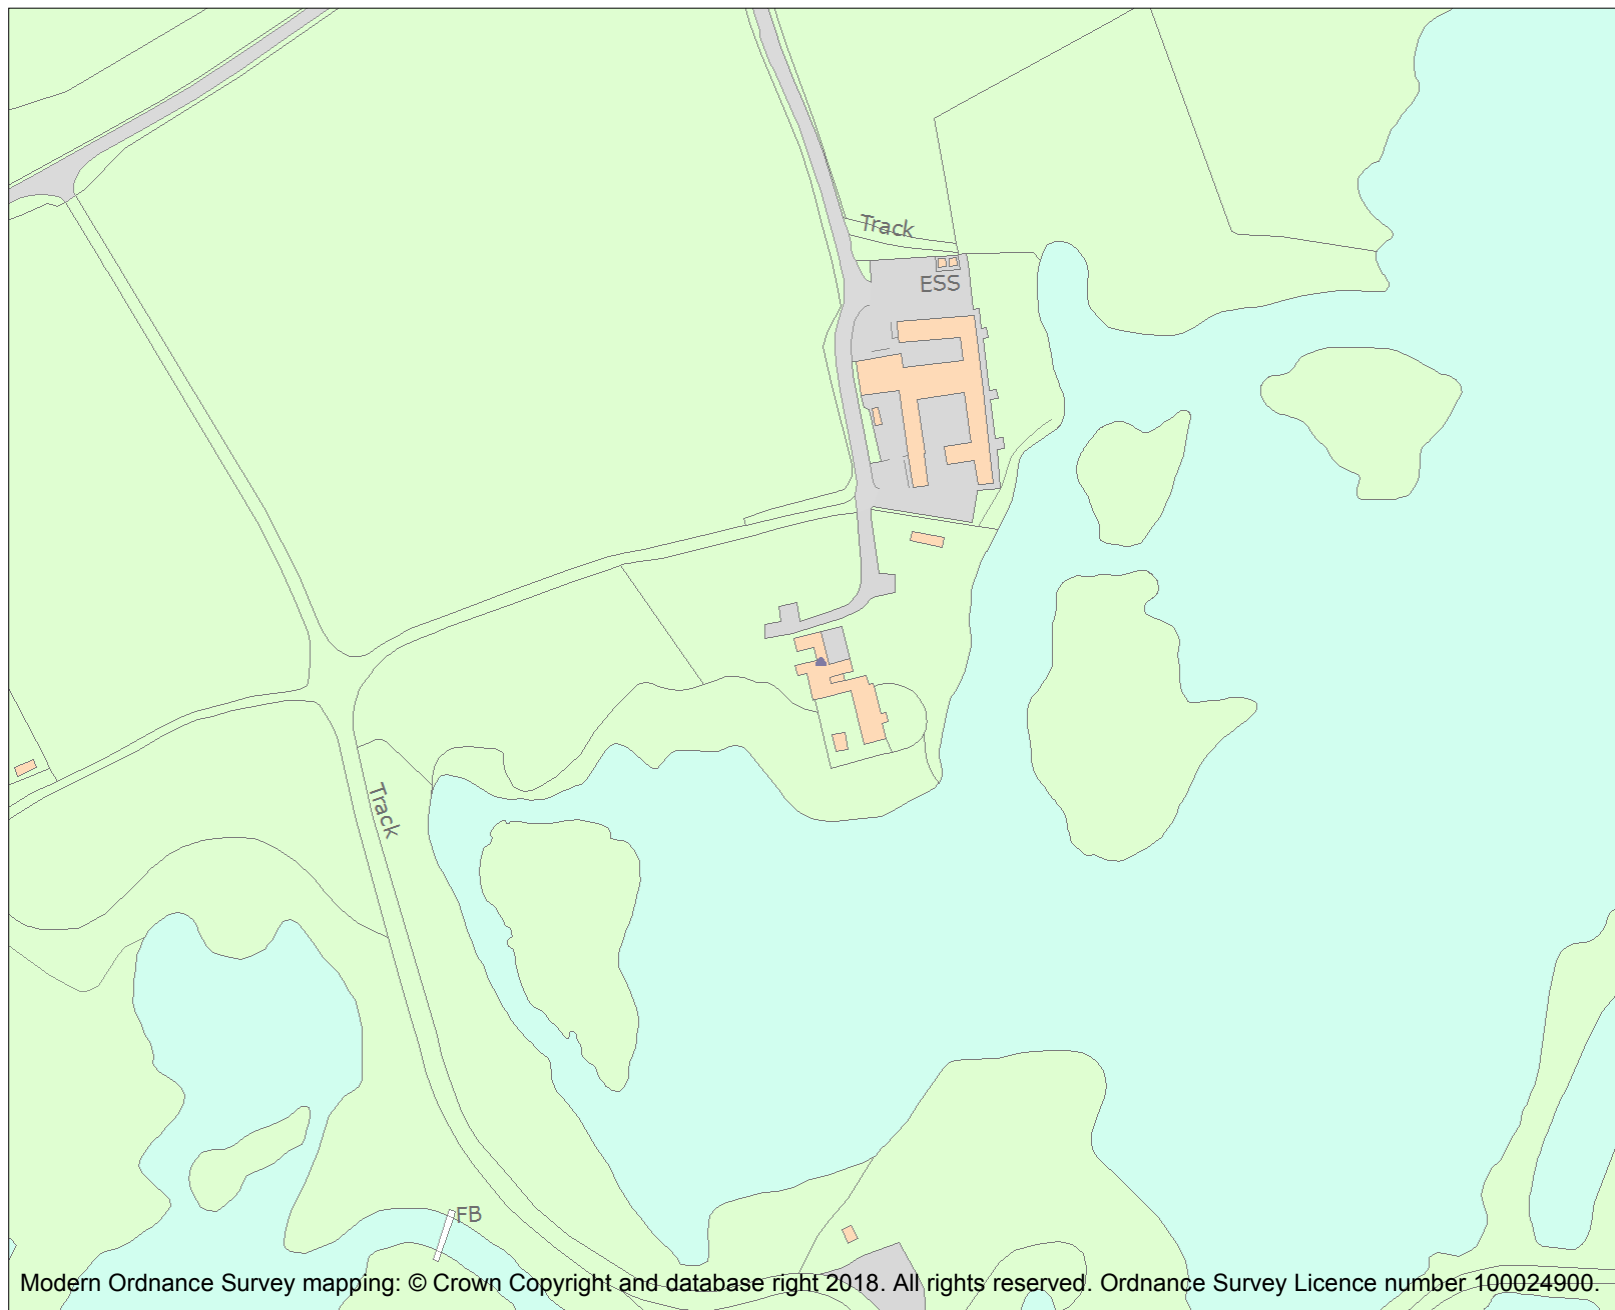 Track
ESS
Track
FB
Modern Ordnance Survey mapping: © Crown Copyright and database right 2018. All rights reserved. Ordnance Survey Licence number 100024900.